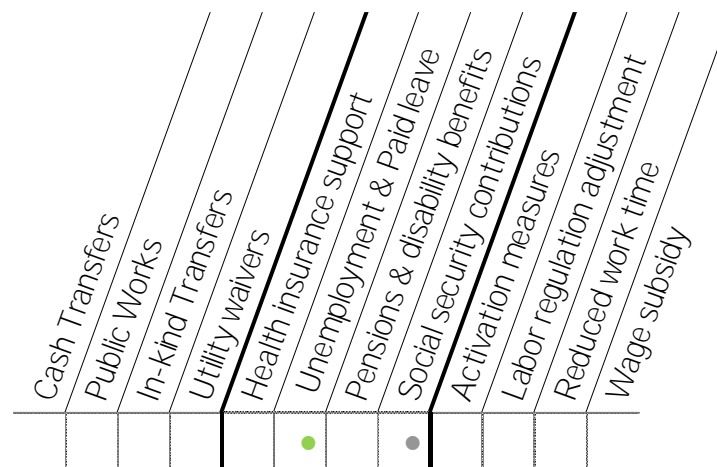 Cash Transfers
Public Works
In-Kind Transfers
Utility waivers
Health insurance support
Unemployment & Paid leave
Pensions & disability benefits
Social security contributions
Activation measures
Labor regulation adjustment
Reduced work time
Wage subsidy